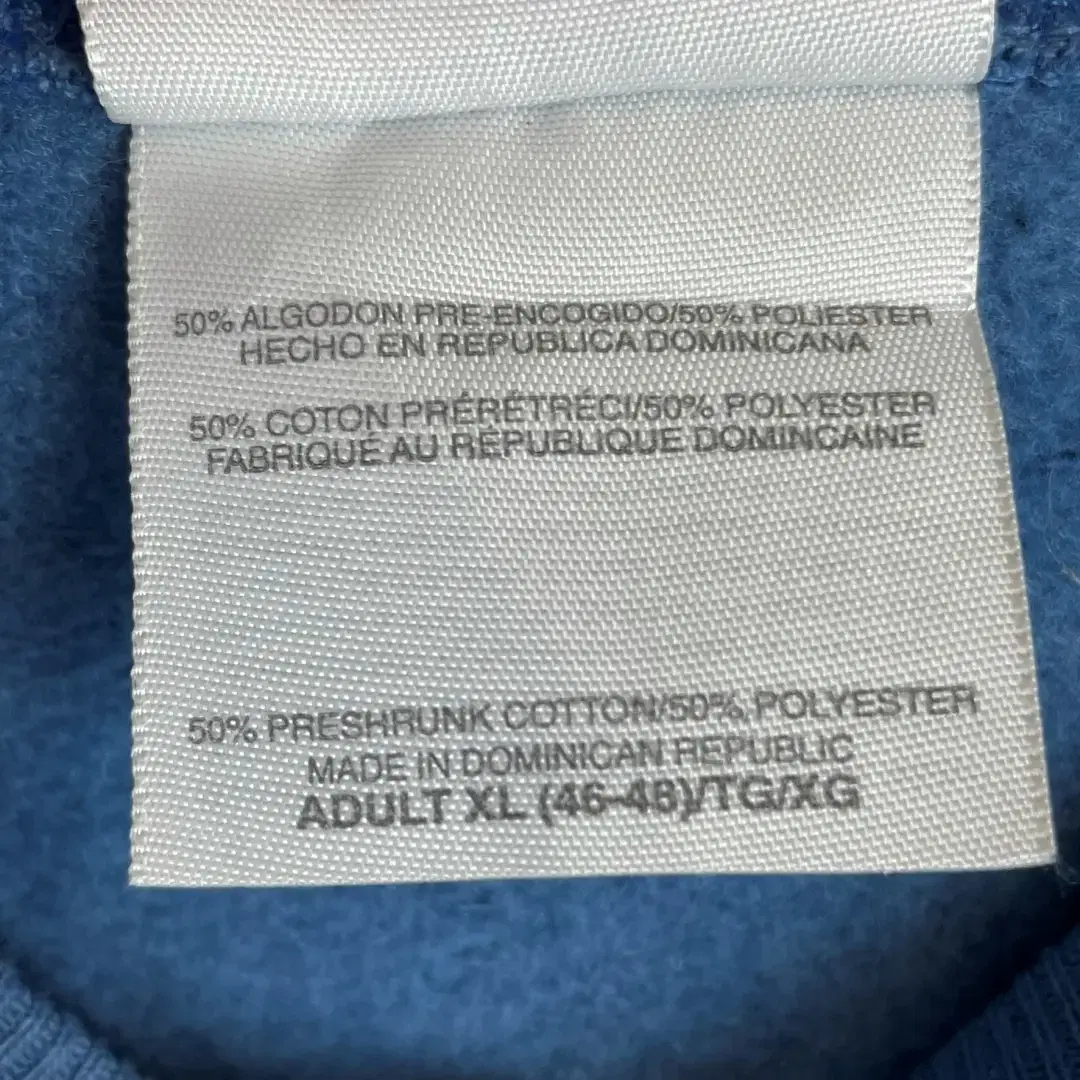 50% ALGODON PRE-ENCOGIDO/50% POLIESTER
HECHO EN REPUBLICA DOMINICANA
50% COTON PRÉRÉTRÉCI/50% POLYESTER
FABRIQUÉ AU RÉPUBLIQUE DOMINCAINE
50% PRESHRUNK COTTON/50% POLYESTER
MADE IN DOMINICAN REPUBLIC
ADULT XL (46-48)/TG/XG